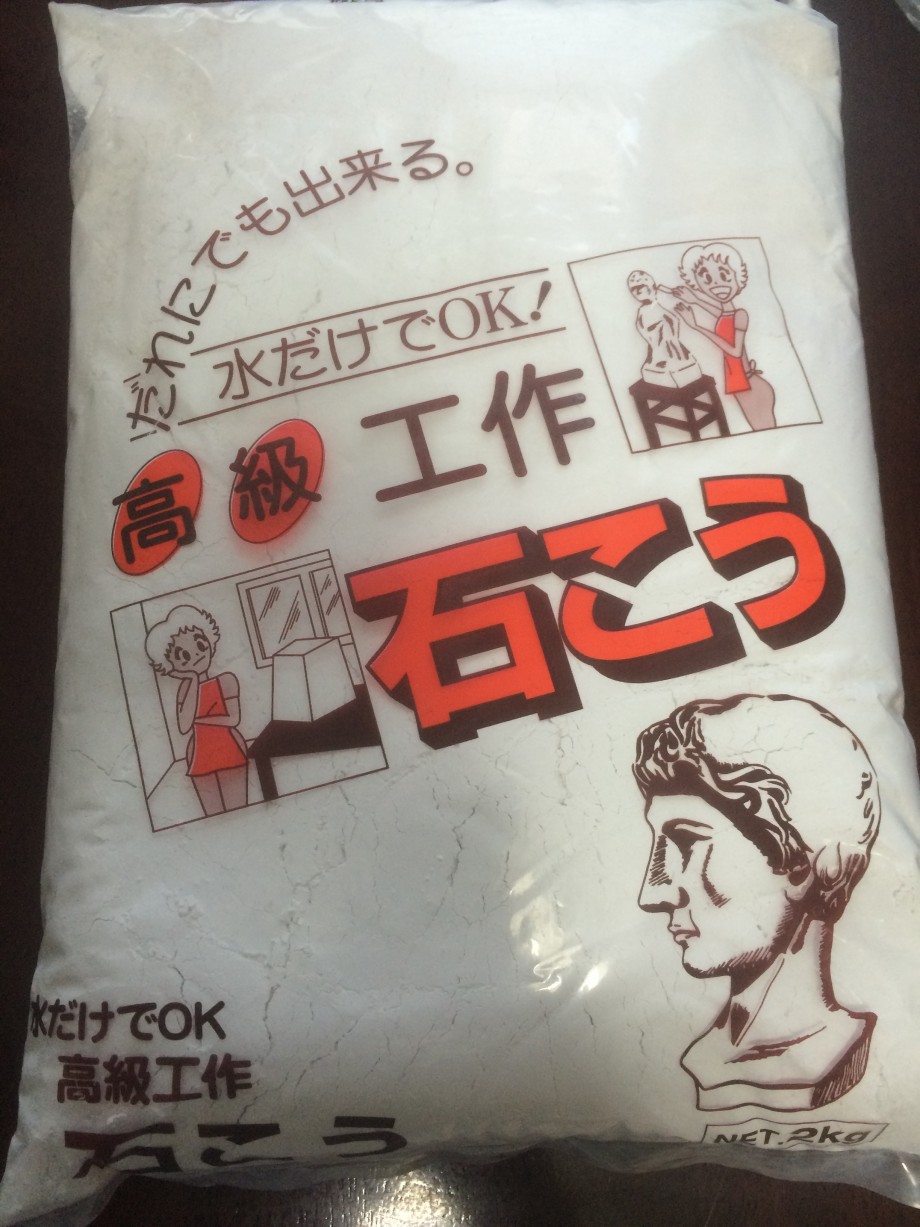 だれにでも出来る。
水だけでOK!
高級 工作
石こう
水だけでOK
高級工作
石こう
NET.2kg